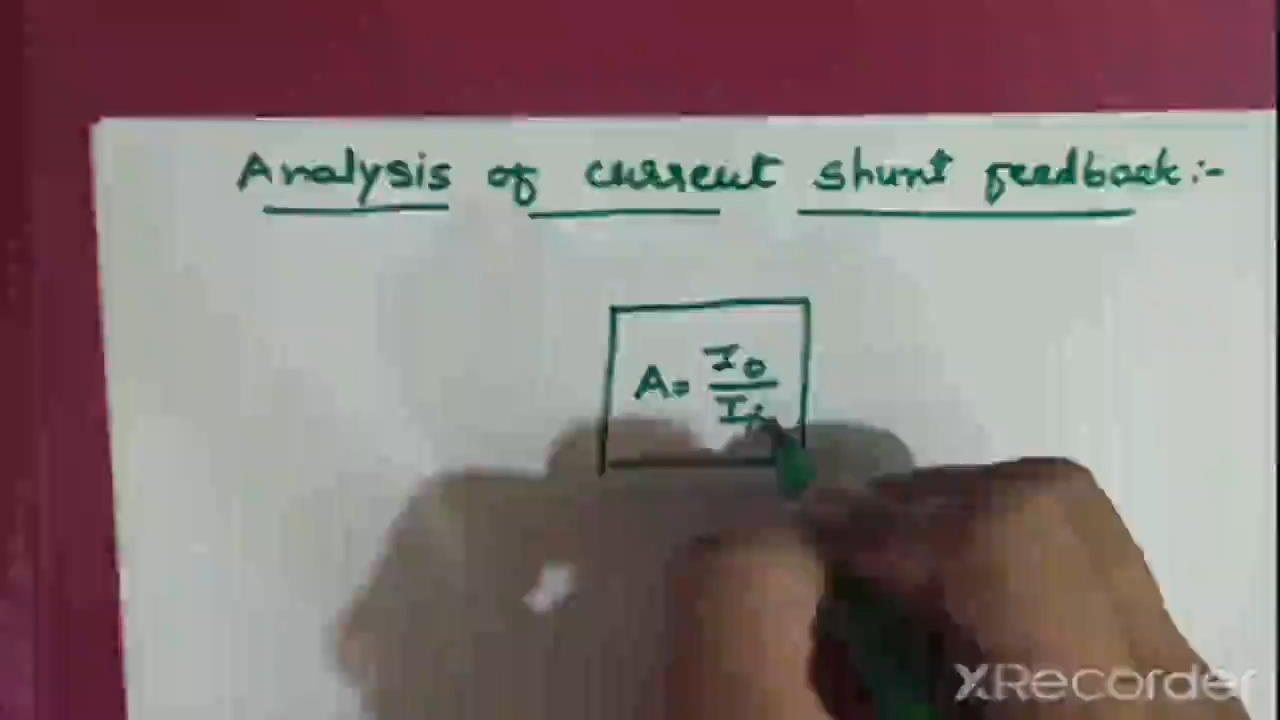 Analysis of current shunt feedback:-
A = Io
Ii
XRecorder